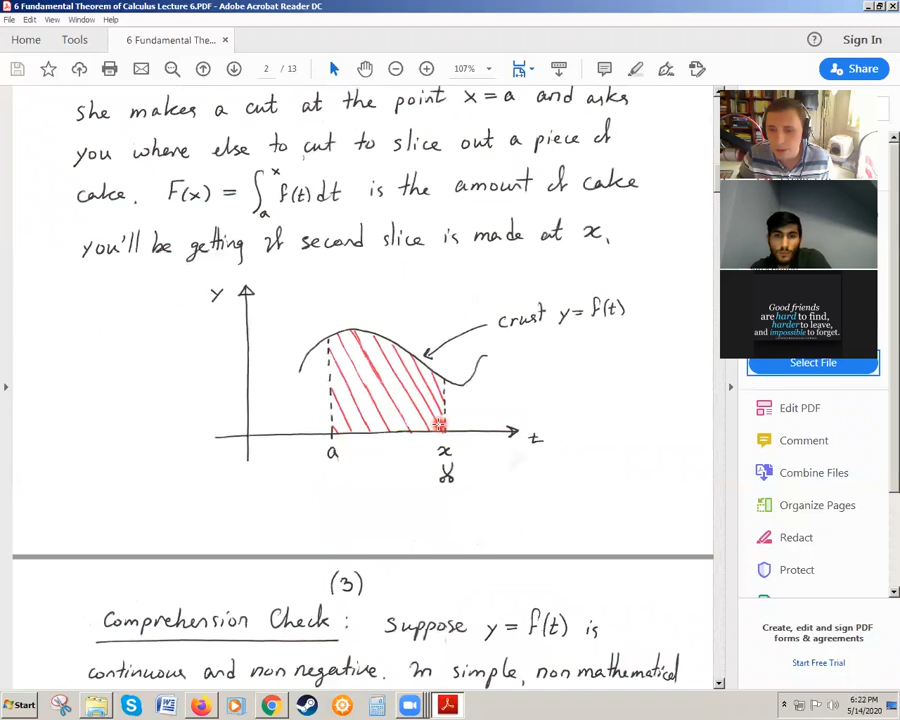 6 Fundamental Theorem of Calculus Lecture 6.PDF - Adobe Acrobat Reader DC
File Edit View Window Help
Home Tools 6 Fundamental The... × Sign In
2 / 13 107% Share
She makes a cut at the point x = a and asks
you where else to cut to slice out a piece of
cake. F(x) = ∫ₐˣ f(t)dt is the amount of cake
you'll be getting if second slice is made at x.
y
crust y = f(t)
t
a x
(3)
Comprehension Check: Suppose y = f(t) is
continuous and non negative. In simple, non mathematical
Good friends
are hard to find,
harder to leave,
and impossible to forget.
Select File
Edit PDF
Comment
Combine Files
Organize Pages
Redact
Protect
Create, edit and sign PDF
forms & agreements
Start Free Trial
Start
6:22 PM
5/14/2020